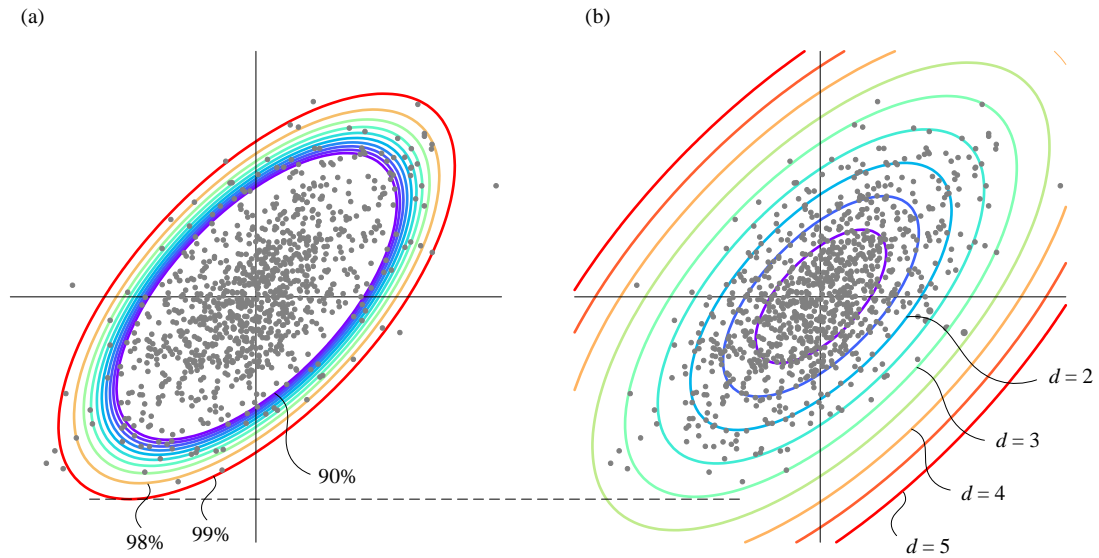 (a)
(b)
90%
98%
99%
d = 2
d = 3
d = 4
d = 5